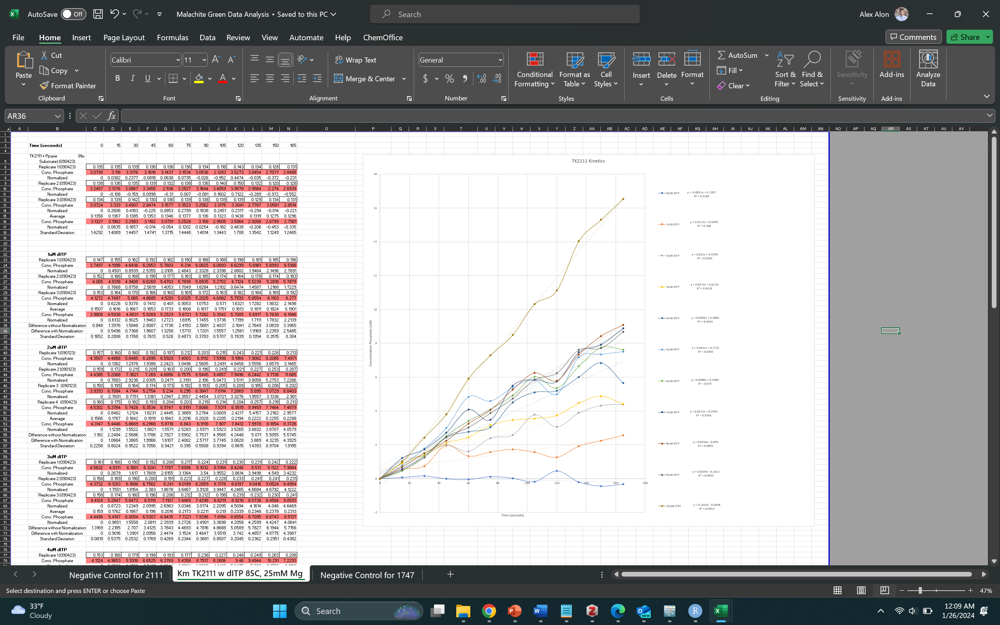 AutoSave Off Malachite Green Data Analysis • Saved to this PC Search Alex Alon
File Home Insert Page Layout Formulas Data Review View Automate Help ChemOffice Comments Share
Paste Cut Copy Format Painter Clipboard
Calibri 11 B I U Font
Wrap Text Merge & Center Alignment
General $ % Number
Conditional Formatting Format as Table Cell Styles Styles
Insert Delete Format Cells
AutoSum Fill Clear Sort & Filter Find & Select Editing
Sensitivity Sensitivity
Add-ins Add-ins
Analyze Data
AR36 fx
A B C D E F G H I J K L M N O P Q R S T U V W X Y Z AA AB AC AD AE AF AG AH AI AJ AK AL AM AN AO AP AQ AR AS AT AU AV
Time (seconds) 0 15 30 45 60 75 90 105 120 135 150 165
TK2111 + Ppase (No
Substrate) (090423)
Replicate 1 (090423) 0.135 0.135 0.139 0.136 0.136 0.136 0.134 0.118 0.143 0.134 0.128 0.131
Conc. Phosphate 3.0799 3.118 3.3176 3.1616 3.1437 3.1534 3.0536 2.1283 3.5273 3.0454 2.7077 2.8488
Normalized 0 0.0382 0.2377 0.0818 0.0638 0.0735 -0.026 -0.952 0.4474 -0.035 -0.372 -0.231
Replicate 2 (090423) 0.138 0.136 0.135 0.139 0.132 0.138 0.136 0.140 0.150 0.132 0.120 0.128
Conc. Phosphate 3.2457 3.1376 3.0867 3.3455 2.936 3.2527 3.1644 3.4059 3.9579 2.9564 2.274 2.6939
Normalized 0 -0.108 -0.159 0.0998 -0.31 0.007 -0.081 0.1602 0.7122 -0.289 -0.972 -0.552
Replicate 3 (090423) 0.134 0.139 0.142 0.130 0.136 0.139 0.138 0.139 0.139 0.129 0.134 0.131
Conc. Phosphate 3.0724 3.333 3.4907 2.8474 3.1577 3.3523 3.2562 3.3175 3.3041 2.7787 3.0581 2.8514
Normalized 0 0.2606 0.4183 -0.225 0.0853 0.2799 0.1838 0.2451 0.2317 -0.294 -0.014 -0.221
Average 0.1356 0.1367 0.1385 0.1353 0.1346 0.1377 0.136 0.1323 0.1438 0.1319 0.1275 0.1296
Conc. Phosphate 3.1327 3.1962 3.2983 3.1182 3.0791 3.2528 3.158 2.9505 3.5964 2.9268 2.6799 2.7981
Normalized 0 0.0635 0.1657 -0.014 -0.054 0.1202 0.0254 -0.182 0.4638 -0.206 -0.453 -0.335
Standard Deviation 1.4292 1.4089 1.4457 1.4741 1.3715 1.4448 1.4014 1.3443 1.708 1.3542 1.1249 1.2465
1uM dITP
Replicate 1 (090423) 0.147 0.155 0.162 0.192 0.182 0.190 0.188 0.188 0.198 0.181 0.185 0.196
Conc. Phosphate 3.7497 4.1998 4.6436 6.2853 5.7603 6.214 6.0825 6.0893 6.6299 5.6961 5.8993 6.5188
Normalized 0 0.4501 0.8939 2.5355 2.0105 2.4643 2.3328 2.3396 2.8802 1.9464 2.1496 2.7691
Replicate 2 (090423) 0.152 0.166 0.168 0.198 0.177 0.183 0.185 0.174 0.164 0.178 0.174 0.183
Conc. Phosphate 4.065 4.8318 4.9408 6.6269 5.4703 5.7699 5.8935 5.2752 4.7124 5.5238 5.2818 5.7879
Normalized 0 0.7668 0.8758 2.5619 1.4053 1.7049 1.8284 1.2102 0.6474 1.4587 1.2168 1.7229
Replicate 3 (090423) 0.153 0.164 0.170 0.166 0.160 0.169 0.172 0.163 0.182 0.184 0.189 0.192
Conc. Phosphate 4.1272 4.7497 5.065 4.8685 4.5281 5.0325 5.2025 4.6982 5.7593 5.8554 6.1103 6.277
Normalized 0 0.6226 0.9378 0.7413 0.401 0.9053 1.0753 0.571 1.6321 1.7282 1.9832 2.1498
Average 0.1507 0.1616 0.1667 0.1853 0.1733 0.1808 0.1817 0.1751 0.1813 0.1811 0.1824 0.1901
Conc. Phosphate 3.9806 4.5938 4.8831 5.9269 5.2529 5.6721 5.7262 5.3542 5.7005 5.6917 5.7638 6.1946
Normalized 0 0.6132 0.9025 1.9463 1.2723 1.6915 1.7455 1.3736 1.7199 1.7111 1.7832 2.2139
Difference without Normalization 0.848 1.3976 1.5848 2.8087 2.1738 2.4193 2.5681 2.4037 2.1041 2.7649 3.0839 3.3965
Difference with Normalization 0 0.5496 0.7368 1.9607 1.3258 1.5713 1.7201 1.5557 1.2561 1.9169 2.2359 2.5485
Standard Deviation 0.1652 0.2806 0.1768 0.7613 0.526 0.4873 0.3783 0.5707 0.7839 0.1354 0.3515 0.304
2uM dITP
Replicate 1 (090123) 0.157 0.160 0.180 0.192 0.197 0.212 0.203 0.215 0.243 0.221 0.226 0.213
Conc. Phosphate 4.3507 4.4868 5.6485 6.2895 6.5929 7.4003 6.9112 7.5998 9.1964 7.9062 8.2085 7.4971
Normalized 0 0.1362 1.2978 1.9388 2.2423 3.0496 2.5605 3.2491 4.8458 3.5556 3.8579 3.1465
Replicate 2 (090123) 0.159 0.172 0.211 0.209 0.163 0.200 0.196 0.249 0.221 0.227 0.253 0.287
Conc. Phosphate 4.4385 5.2068 7.3621 7.269 4.6856 6.7575 6.5445 9.4857 7.9496 8.2442 9.7138 11.665
Normalized 0 0.7683 2.9236 2.8305 0.2471 2.3191 2.106 5.0473 3.5111 3.8058 5.2753 7.2266
Replicate 3 (090123) 0.150 0.199 0.164 0.174 0.173 0.192 0.193 0.205 0.209 0.185 0.206 0.202
Conc. Phosphate 3.9393 6.7084 4.7144 5.2754 5.234 6.295 6.3847 7.0114 7.2669 5.895 7.0729 6.8403
Normalized 0 2.7691 0.7751 1.3361 1.2947 2.3557 2.4454 3.0721 3.3276 1.9557 3.1336 2.901
Replicate 4 (090423) 0.160 0.175 0.182 0.193 0.204 0.203 0.219 0.214 0.204 0.257 0.218 0.213
Conc. Phosphate 4.5302 5.3764 5.7426 6.3534 6.9747 6.9191 7.8066 7.5311 6.9519 9.9459 7.7464 7.4879
Normalized 0 0.8462 1.2124 1.8231 2.4445 2.3889 3.2764 3.0009 2.4217 5.4157 3.2162 2.9577
Average 0.1566 0.1767 0.1842 0.1919 0.1843 0.2016 0.2028 0.2205 0.2194 0.2222 0.2255 0.2288
Conc. Phosphate 4.3147 5.4446 5.8669 6.2968 5.8718 6.843 6.9118 7.907 7.8412 7.9978 8.1854 8.3726
Normalized 0 1.1299 1.5522 1.9821 1.5571 2.5283 2.5971 3.5923 3.5265 3.6832 3.8707 4.0579
Difference without Normalization 1.182 2.2484 2.5686 3.1786 2.7927 3.5902 3.7537 4.9565 4.2448 5.071 5.5055 5.5745
Difference with Normalization 0 1.0664 1.3865 1.9966 1.6107 2.4082 2.5717 3.7745 3.0628 3.889 4.3235 4.3925
Standard Deviation 0.2258 0.8024 0.9522 0.7056 0.9421 0.395 0.5508 0.9394 0.8615 1.4393 0.9704 1.9195
3uM dITP
Replicate 1 (090423) 0.161 0.166 0.190 0.192 0.208 0.217 0.224 0.231 0.230 0.231 0.242 0.222
Conc. Phosphate 4.5632 4.8311 6.1801 6.3241 7.1787 7.6996 8.1032 8.5184 8.4246 8.513 9.1122 7.9864
Normalized 0 0.2679 1.617 1.7609 2.6155 3.1364 3.54 3.9552 3.8614 3.9498 4.549 3.4232
Replicate 2 (090423) 0.158 0.189 0.190 0.200 0.191 0.223 0.227 0.228 0.233 0.241 0.241 0.231
Conc. Phosphate 4.3732 6.1283 6.1886 6.7562 6.241 8.0199 8.2859 8.3178 8.6197 9.0416 9.0524 8.4954
Normalized 0 1.7551 1.8154 2.383 1.8678 3.6467 3.9128 3.9447 4.2465 4.6684 4.6792 4.1222
Replicate 3 (090423) 0.158 0.174 0.180 0.196 0.206 0.212 0.212 0.198 0.239 0.232 0.230 0.241
Conc. Phosphate 4.4124 5.2847 5.6473 6.5119 7.1107 7.4469 7.4298 6.6219 8.9218 8.5738 8.4584 9.0593
Normalized 0 0.8723 1.2349 2.0995 2.6983 3.0346 3.0174 2.2095 4.5094 4.1614 4.046 4.6469
Average 0.159 0.1762 0.1867 0.196 0.2016 0.2173 0.2211 0.219 0.2339 0.2348 0.2378 0.2313
Conc. Phosphate 4.4496 5.4147 6.0054 6.5307 6.8435 7.7221 7.9396 7.8194 8.6554 8.7095 8.8743 8.5137
Normalized 0 0.9651 1.5558 2.0811 2.3939 3.2726 3.4901 3.3698 4.2058 4.2599 4.4247 4.0641
Difference without Normalization 1.3169 2.2185 2.707 3.4125 3.7643 4.4693 4.7816 4.8688 5.0589 5.7827 6.1944 5.7156
Difference with Normalization 0 0.9016 1.3901 2.0956 2.4474 3.1524 3.4647 3.5519 3.742 4.4657 4.8775 4.3987
Standard Deviation 0.0819 0.5375 0.2532 0.1769 0.4269 0.2344 0.3681 0.8507 0.2045 0.2362 0.2951 0.4382
4uM dITP
Replicate 1 (090423) 0.153 0.168 0.179 0.198 0.193 0.177 0.236 0.227 0.248 0.249 0.263 0.208
Conc. Phosphate 4.1124 4.9653 5.5918 6.6525 6.3769 5.4358 8.7517 8.2606 9.46 9.4944 10.291 7.2293
TK2111 Kinetics
Concentration Phosphate (uM)
18
16
14
12
10
8
6
4
2
0
-2
0 20 40 60 80 100 120 140 160 180
Time (seconds)
0uM dITP y = -0.0021x + 0.1397
R² = 0.2209
1uM dITP y = 0.0114x + 0.5099
R² = 0.708
2uM dITP y = 0.025x + 0.4799
R² = 0.9394
3uM dITP y = 0.0274x + 0.6133
R² = 0.9418
4uM dITP y = 0.0404x + 0.2866
R² = 0.9444
5uM dITP y = 0.0451x + 0.7131
R² = 0.9204
6uM dITP y = 0.0488x + 0.1489
R² = 0.974
7uM dITP y = 0.0515x + 0.2994
R² = 0.9766
8uM dITP y = 0.0556x - 0.096
R² = 0.9893
9uM dITP y = 0.0544x - 0.1615
R² = 0.9943
10uM dITP y = 0.1033x - 0.5048
R² = 0.9953
Negative Control for 2111 Km TK2111 w dITP 85C, 25mM Mg Negative Control for 1747
Select destination and press ENTER or choose Paste 47%
33°F
Cloudy
Search
12:09 AM
1/26/2024